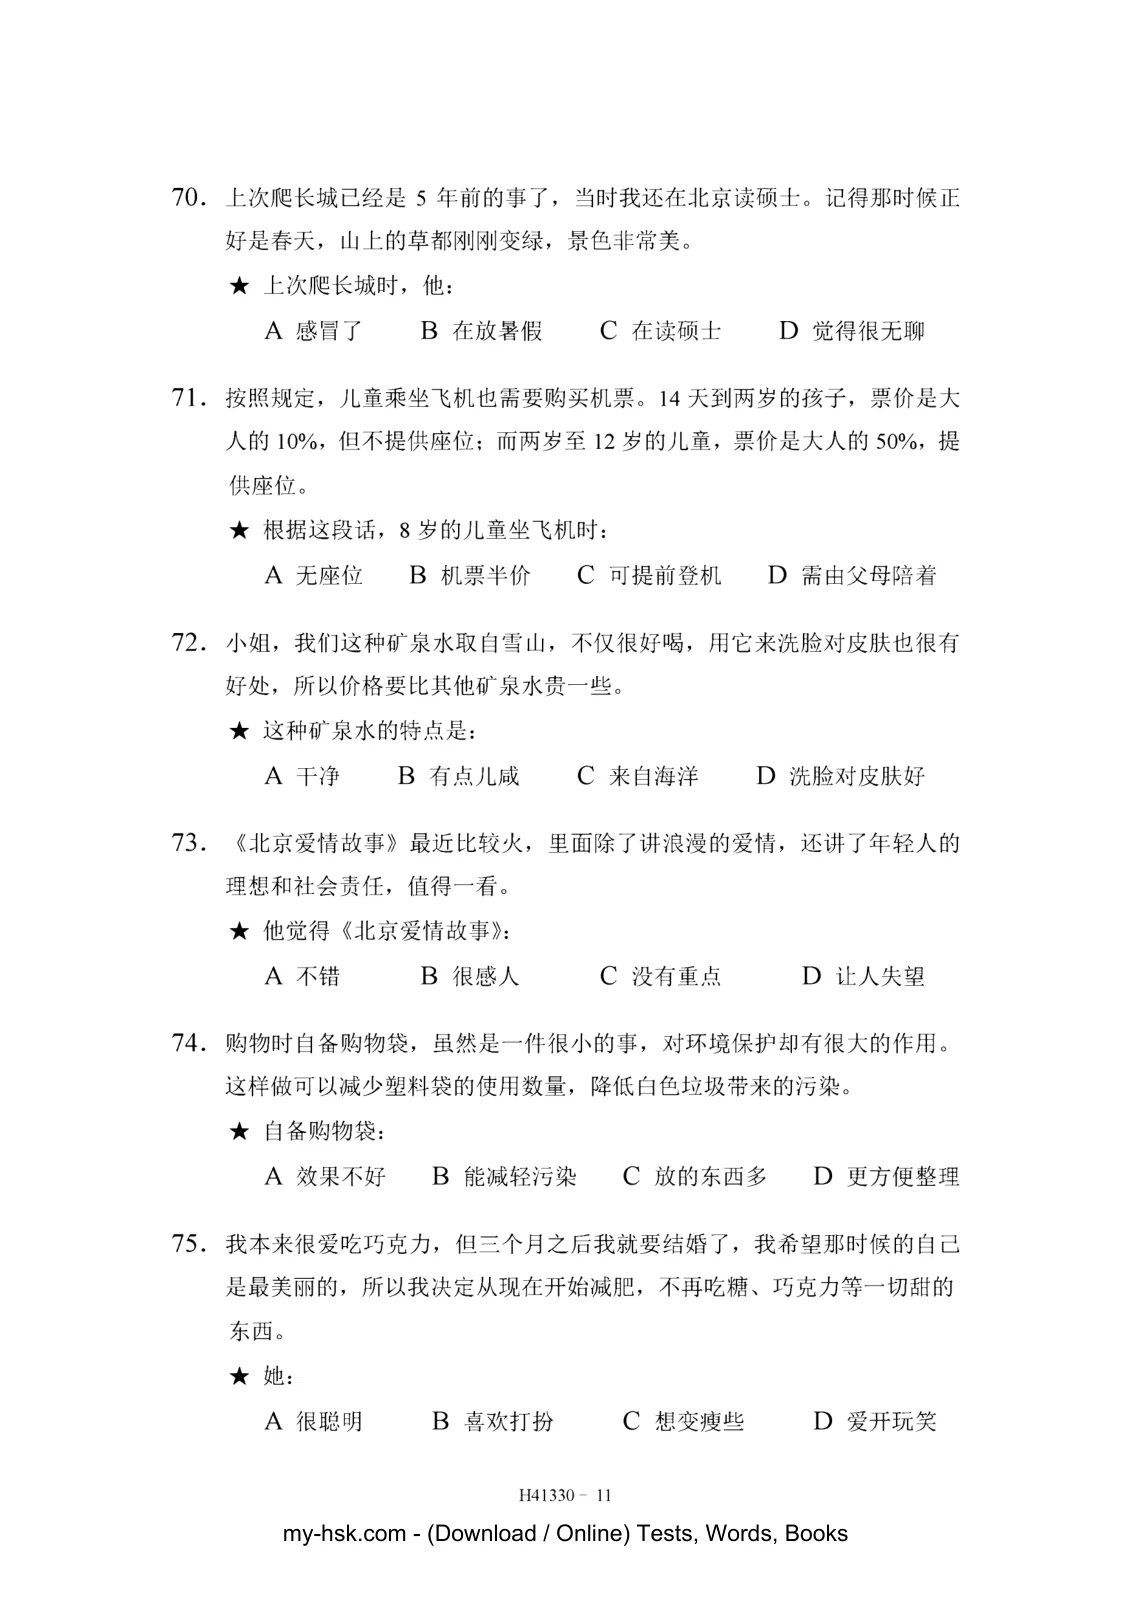 70. 上次爬长城已经是 5 年前的事了，当时我还在北京读硕士。记得那时候正
好是春天，山上的草都刚刚变绿，景色非常美。
★ 上次爬长城时，他：
A 感冒了 B 在放暑假 C 在读硕士 D 觉得很无聊
71. 按照规定，儿童乘坐飞机也需要购买机票。14 天到两岁的孩子，票价是大
人的 10%，但不提供座位；而两岁至 12 岁的儿童，票价是大人的 50%，提
供座位。
★ 根据这段话，8 岁的儿童坐飞机时：
A 无座位 B 机票半价 C 可提前登机 D 需由父母陪着
72. 小姐，我们这种矿泉水取自雪山，不仅很好喝，用它来洗脸对皮肤也很有
好处，所以价格要比其他矿泉水贵一些。
★ 这种矿泉水的特点是：
A 干净 B 有点儿咸 C 来自海洋 D 洗脸对皮肤好
73. 《北京爱情故事》最近比较火，里面除了讲浪漫的爱情，还讲了年轻人的
理想和社会责任，值得一看。
★ 他觉得《北京爱情故事》：
A 不错 B 很感人 C 没有重点 D 让人失望
74. 购物时自备购物袋，虽然是一件很小的事，对环境保护却有很大的作用。
这样做可以减少塑料袋的使用数量，降低白色垃圾带来的污染。
★ 自备购物袋：
A 效果不好 B 能减轻污染 C 放的东西多 D 更方便整理
75. 我本来很爱吃巧克力，但三个月之后我就要结婚了，我希望那时候的自己
是最美丽的，所以我决定从现在开始减肥，不再吃糖、巧克力等一切甜的
东西。
★ 她：
A 很聪明 B 喜欢打扮 C 想变瘦些 D 爱开玩笑
H41330 - 11
my-hsk.com - (Download / Online) Tests, Words, Books